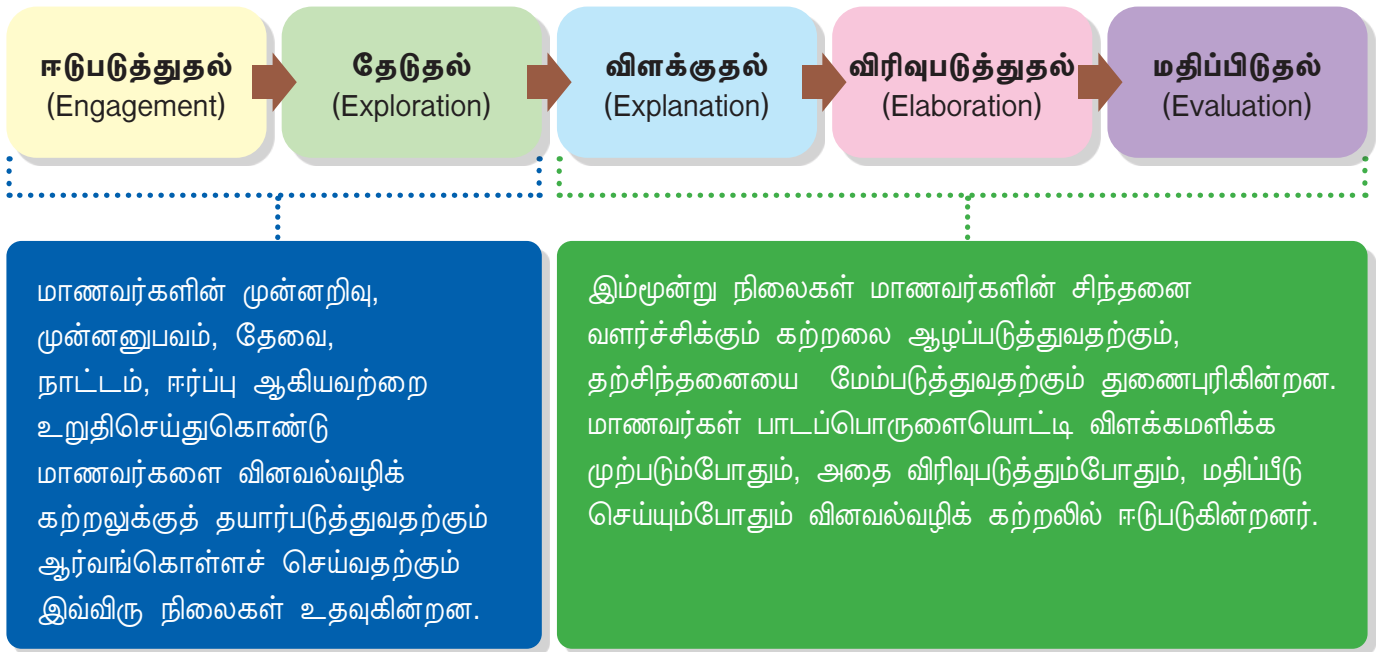 ஈடுபடுத்துதல்
(Engagement)
தேடுதல்
(Exploration)
விளக்குதல்
(Explanation)
விரிவுபடுத்துதல்
(Elaboration)
மதிப்பிடுதல்
(Evaluation)
மாணவர்களின் முன்னறிவு,
முன்னனுபவம், தேவை,
நாட்டம், ஈர்ப்பு ஆகியவற்றை
உறுதிசெய்துகொண்டு
மாணவர்களை வினவல்வழிக்
கற்றலுக்குத் தயார்படுத்துவதற்கும்
ஆர்வங்கொள்ளச் செய்வதற்கும்
இவ்விரு நிலைகள் உதவுகின்றன.
இம்மூன்று நிலைகள் மாணவர்களின் சிந்தனை
வளர்ச்சிக்கும் கற்றலை ஆழப்படுத்துவதற்கும்,
தற்சிந்தனையை மேம்படுத்துவதற்கும் துணைபுரிகின்றன.
மாணவர்கள் பாடப்பொருளையொட்டி விளக்கமளிக்க
முற்படும்போதும், அதை விரிவுபடுத்தும்போதும், மதிப்பீடு
செய்யும்போதும் வினவல்வழிக் கற்றலில் ஈடுபடுகின்றனர்.